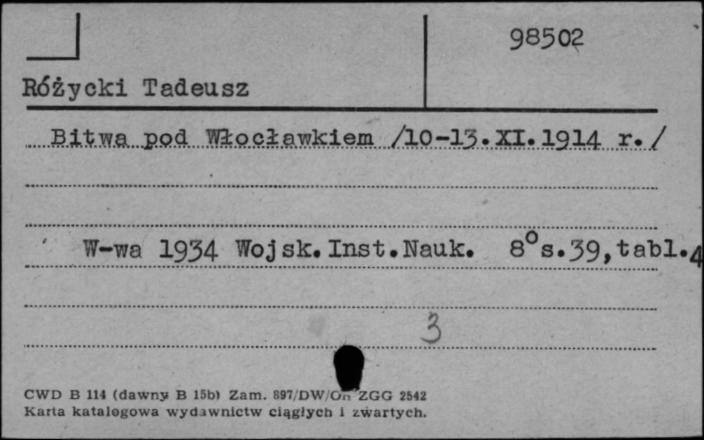 98502
Różycki Tadeusz
Bitwa pod Włocławkiem /10-13.XI.1914 r./
W-wa 1934 Wojsk.Inst.Nauk. 8°s.39,tabl.4
3
CWD B 114 (dawny B 15b) Zam. 897/DW/ ZGG 2542
Karta katalogowa wydawnictw ciągłych i zwartych.